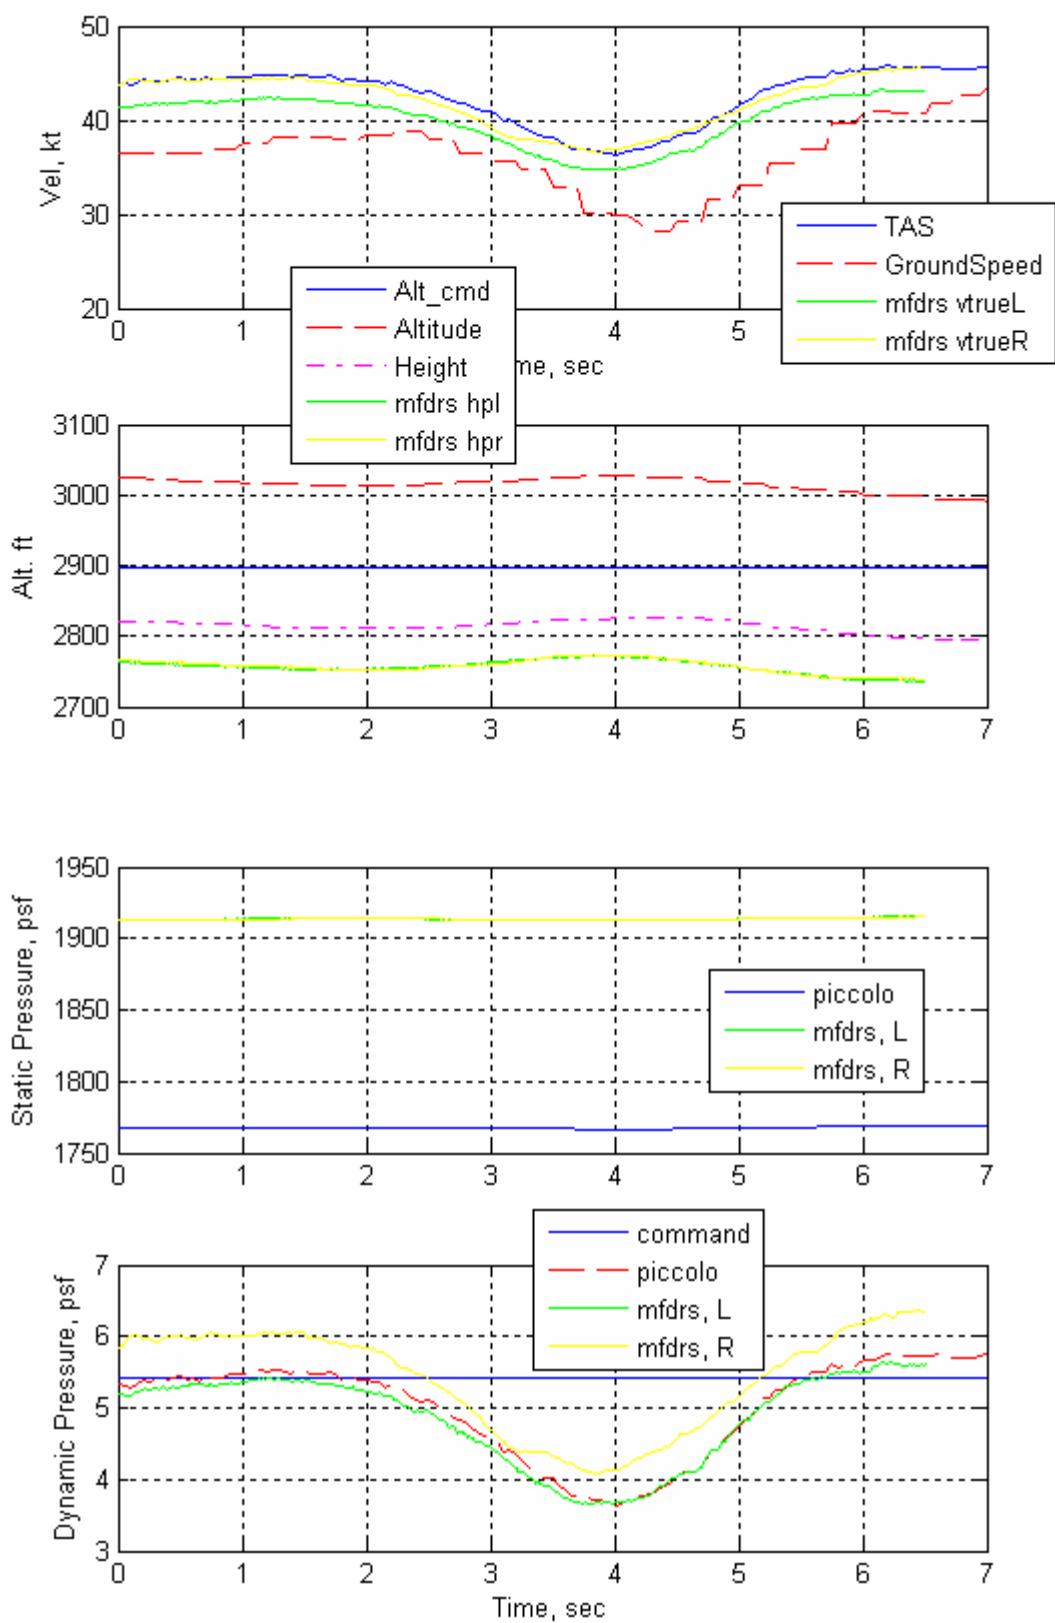 50
40
30
20
Vel, kt
0
1
4
5
me, sec
TAS
GroundSpeed
mfdrs vtrueL
mfdrs vtrueR
Alt_cmd
Altitude
Height
mfdrs hpl
mfdrs hpr
3100
3000
2900
2800
2700
Alt. ft
0 1 2 3 4 5 6 7
1950
1900
1850
1800
1750
Static Pressure, psf
piccolo
mfdrs, L
mfdrs, R
0 1 2 3 4 5 6 7
command
piccolo
mfdrs, L
mfdrs, R
7
6
5
4
3
Dynamic Pressure, psf
0 1 2 3 4 5 6 7
Time, sec